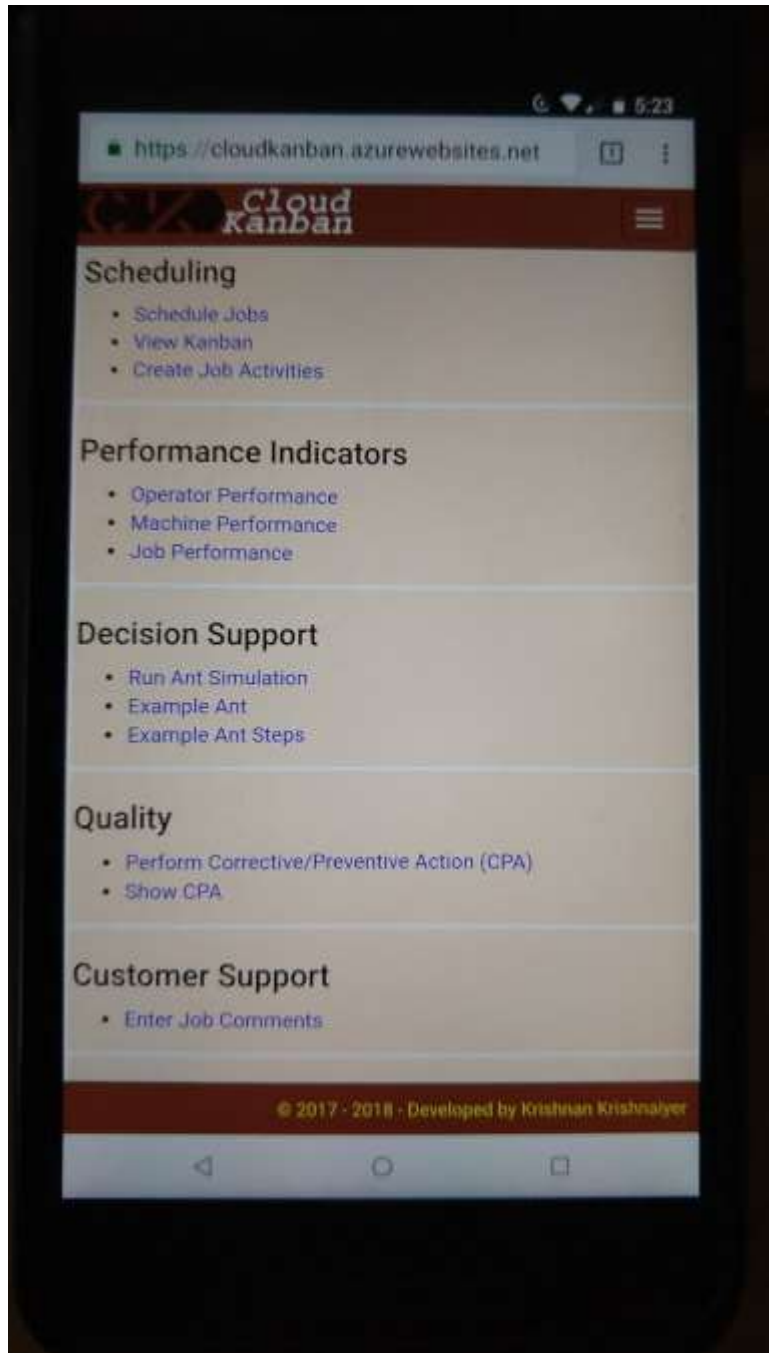 5:23
https://cloudkanban.azurewebsites.net
CK Cloud
Kanban
Scheduling
• Schedule Jobs
• View Kanban
• Create Job Activities
Performance Indicators
• Operator Performance
• Machine Performance
• Job Performance
Decision Support
• Run Ant Simulation
• Example Ant
• Example Ant Steps
Quality
• Perform Corrective/Preventive Action (CPA)
• Show CPA
Customer Support
• Enter Job Comments
© 2017 - 2018 - Developed by Krishnan Krishnaiyer